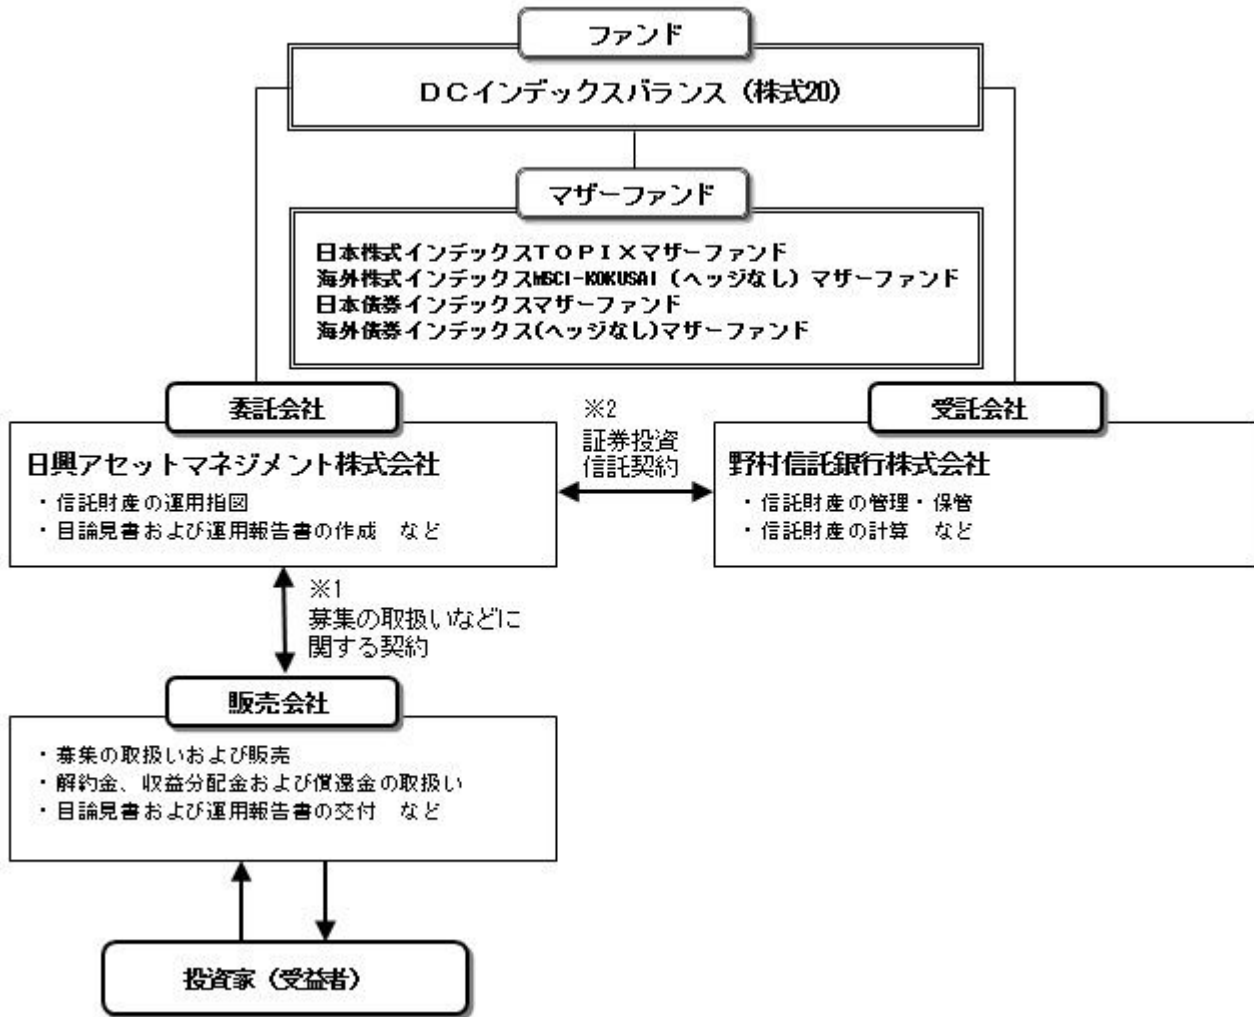 ファンド
ＤＣインデックスバランス（株式20）
マザーファンド
日本株式インデックスＴＯＰＩＸマザーファンド
海外株式インデックスMSCI-KOKUSAI（ヘッジなし）マザーファンド
日本債券インデックスマザーファンド
海外債券インデックス(ヘッジなし)マザーファンド
委託会社
日興アセットマネジメント株式会社
・信託財産の運用指図
・目論見書および運用報告書の作成　など
※2
証券投資
信託契約
受託会社
野村信託銀行株式会社
・信託財産の管理・保管
・信託財産の計算　など
※1
募集の取扱いなどに
関する契約
販売会社
・募集の取扱いおよび販売
・解約金、収益分配金および償還金の取扱い
・目論見書および運用報告書の交付　など
投資家（受益者）